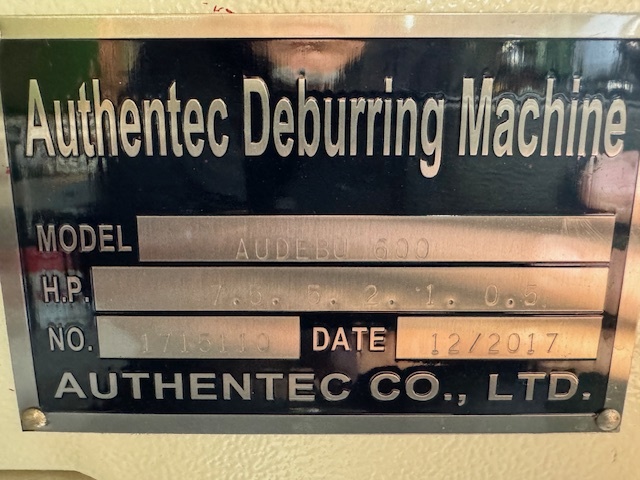 Authentec Deburring Machine
MODEL AUDEBU 600
H.P. 7.5. 5. 2. 1. 0.5
NO. DATE 12/2017
AUTHENTEC CO., LTD.